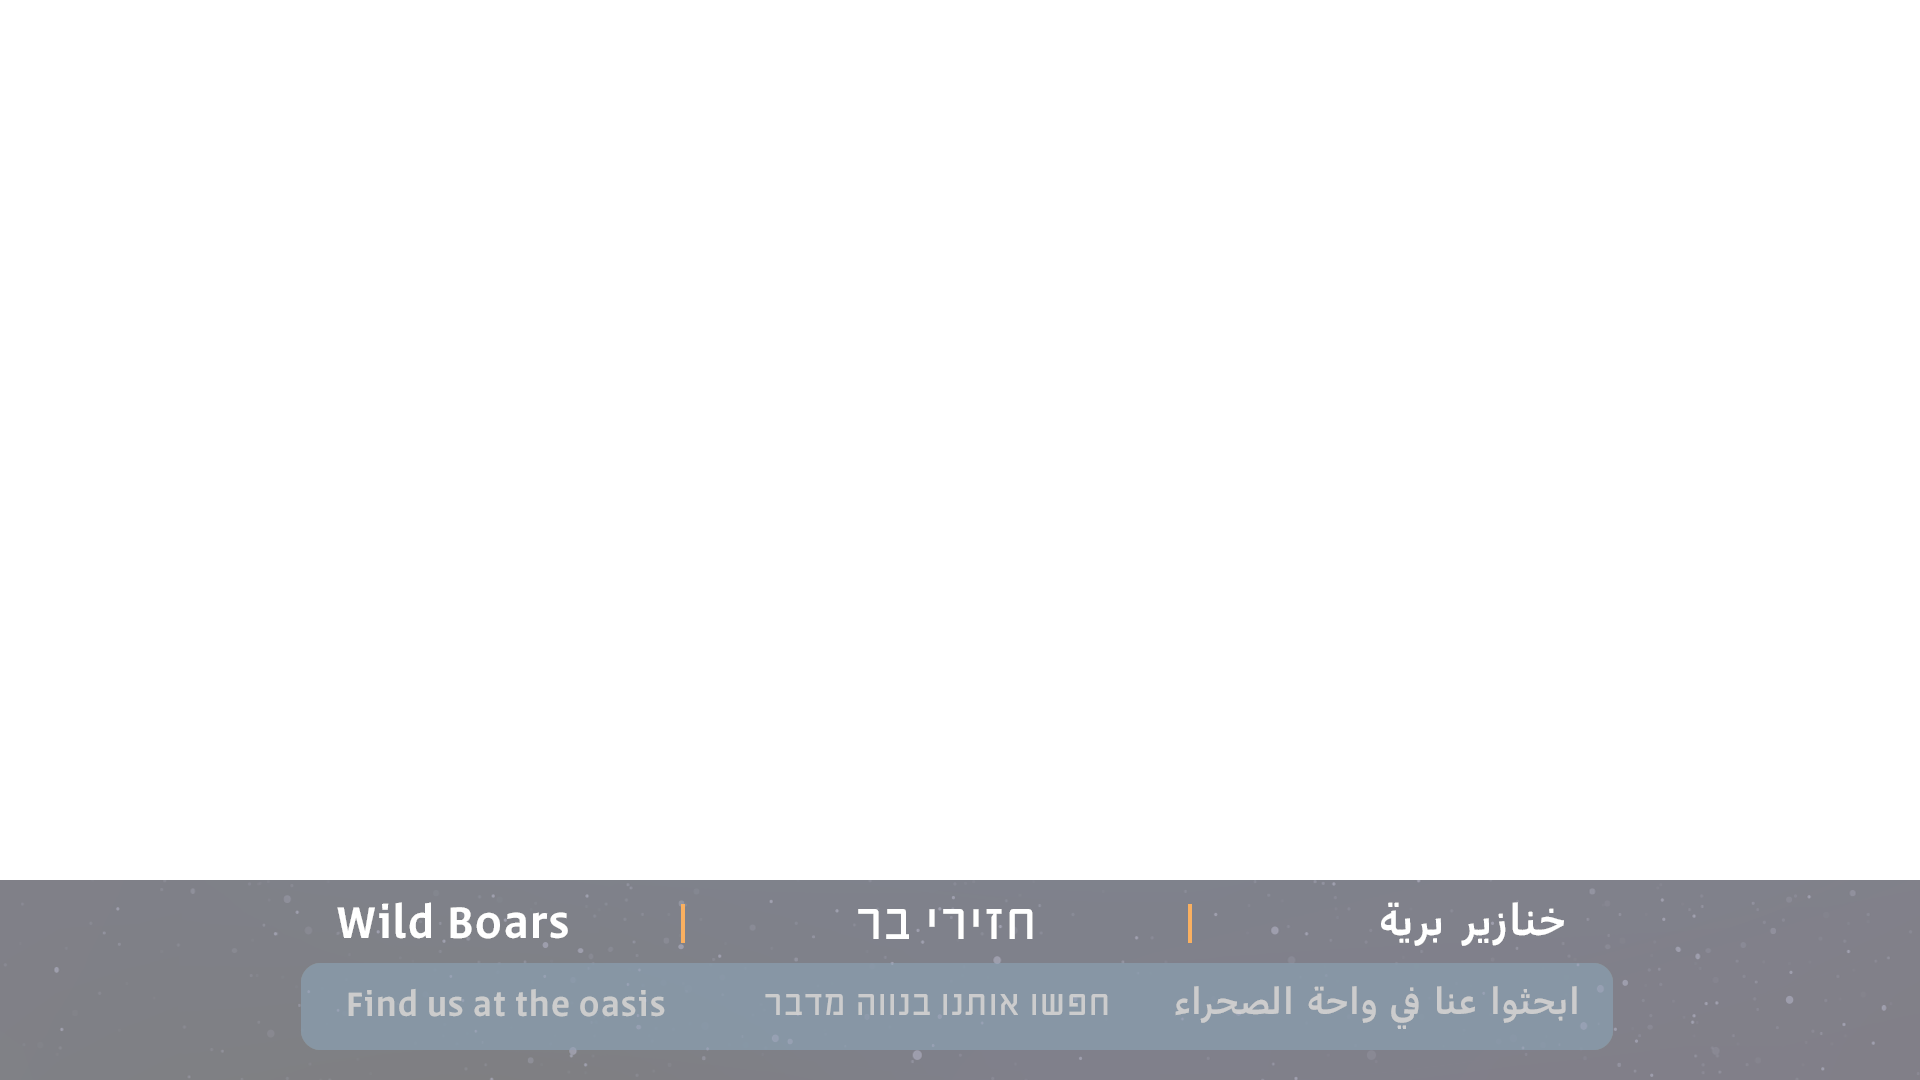 Wild Boars | חזירי בר | خنازير برية
Find us at the oasis חפשו אותנו בנווה מדבר ابحثوا عنا في واحة الصحراء